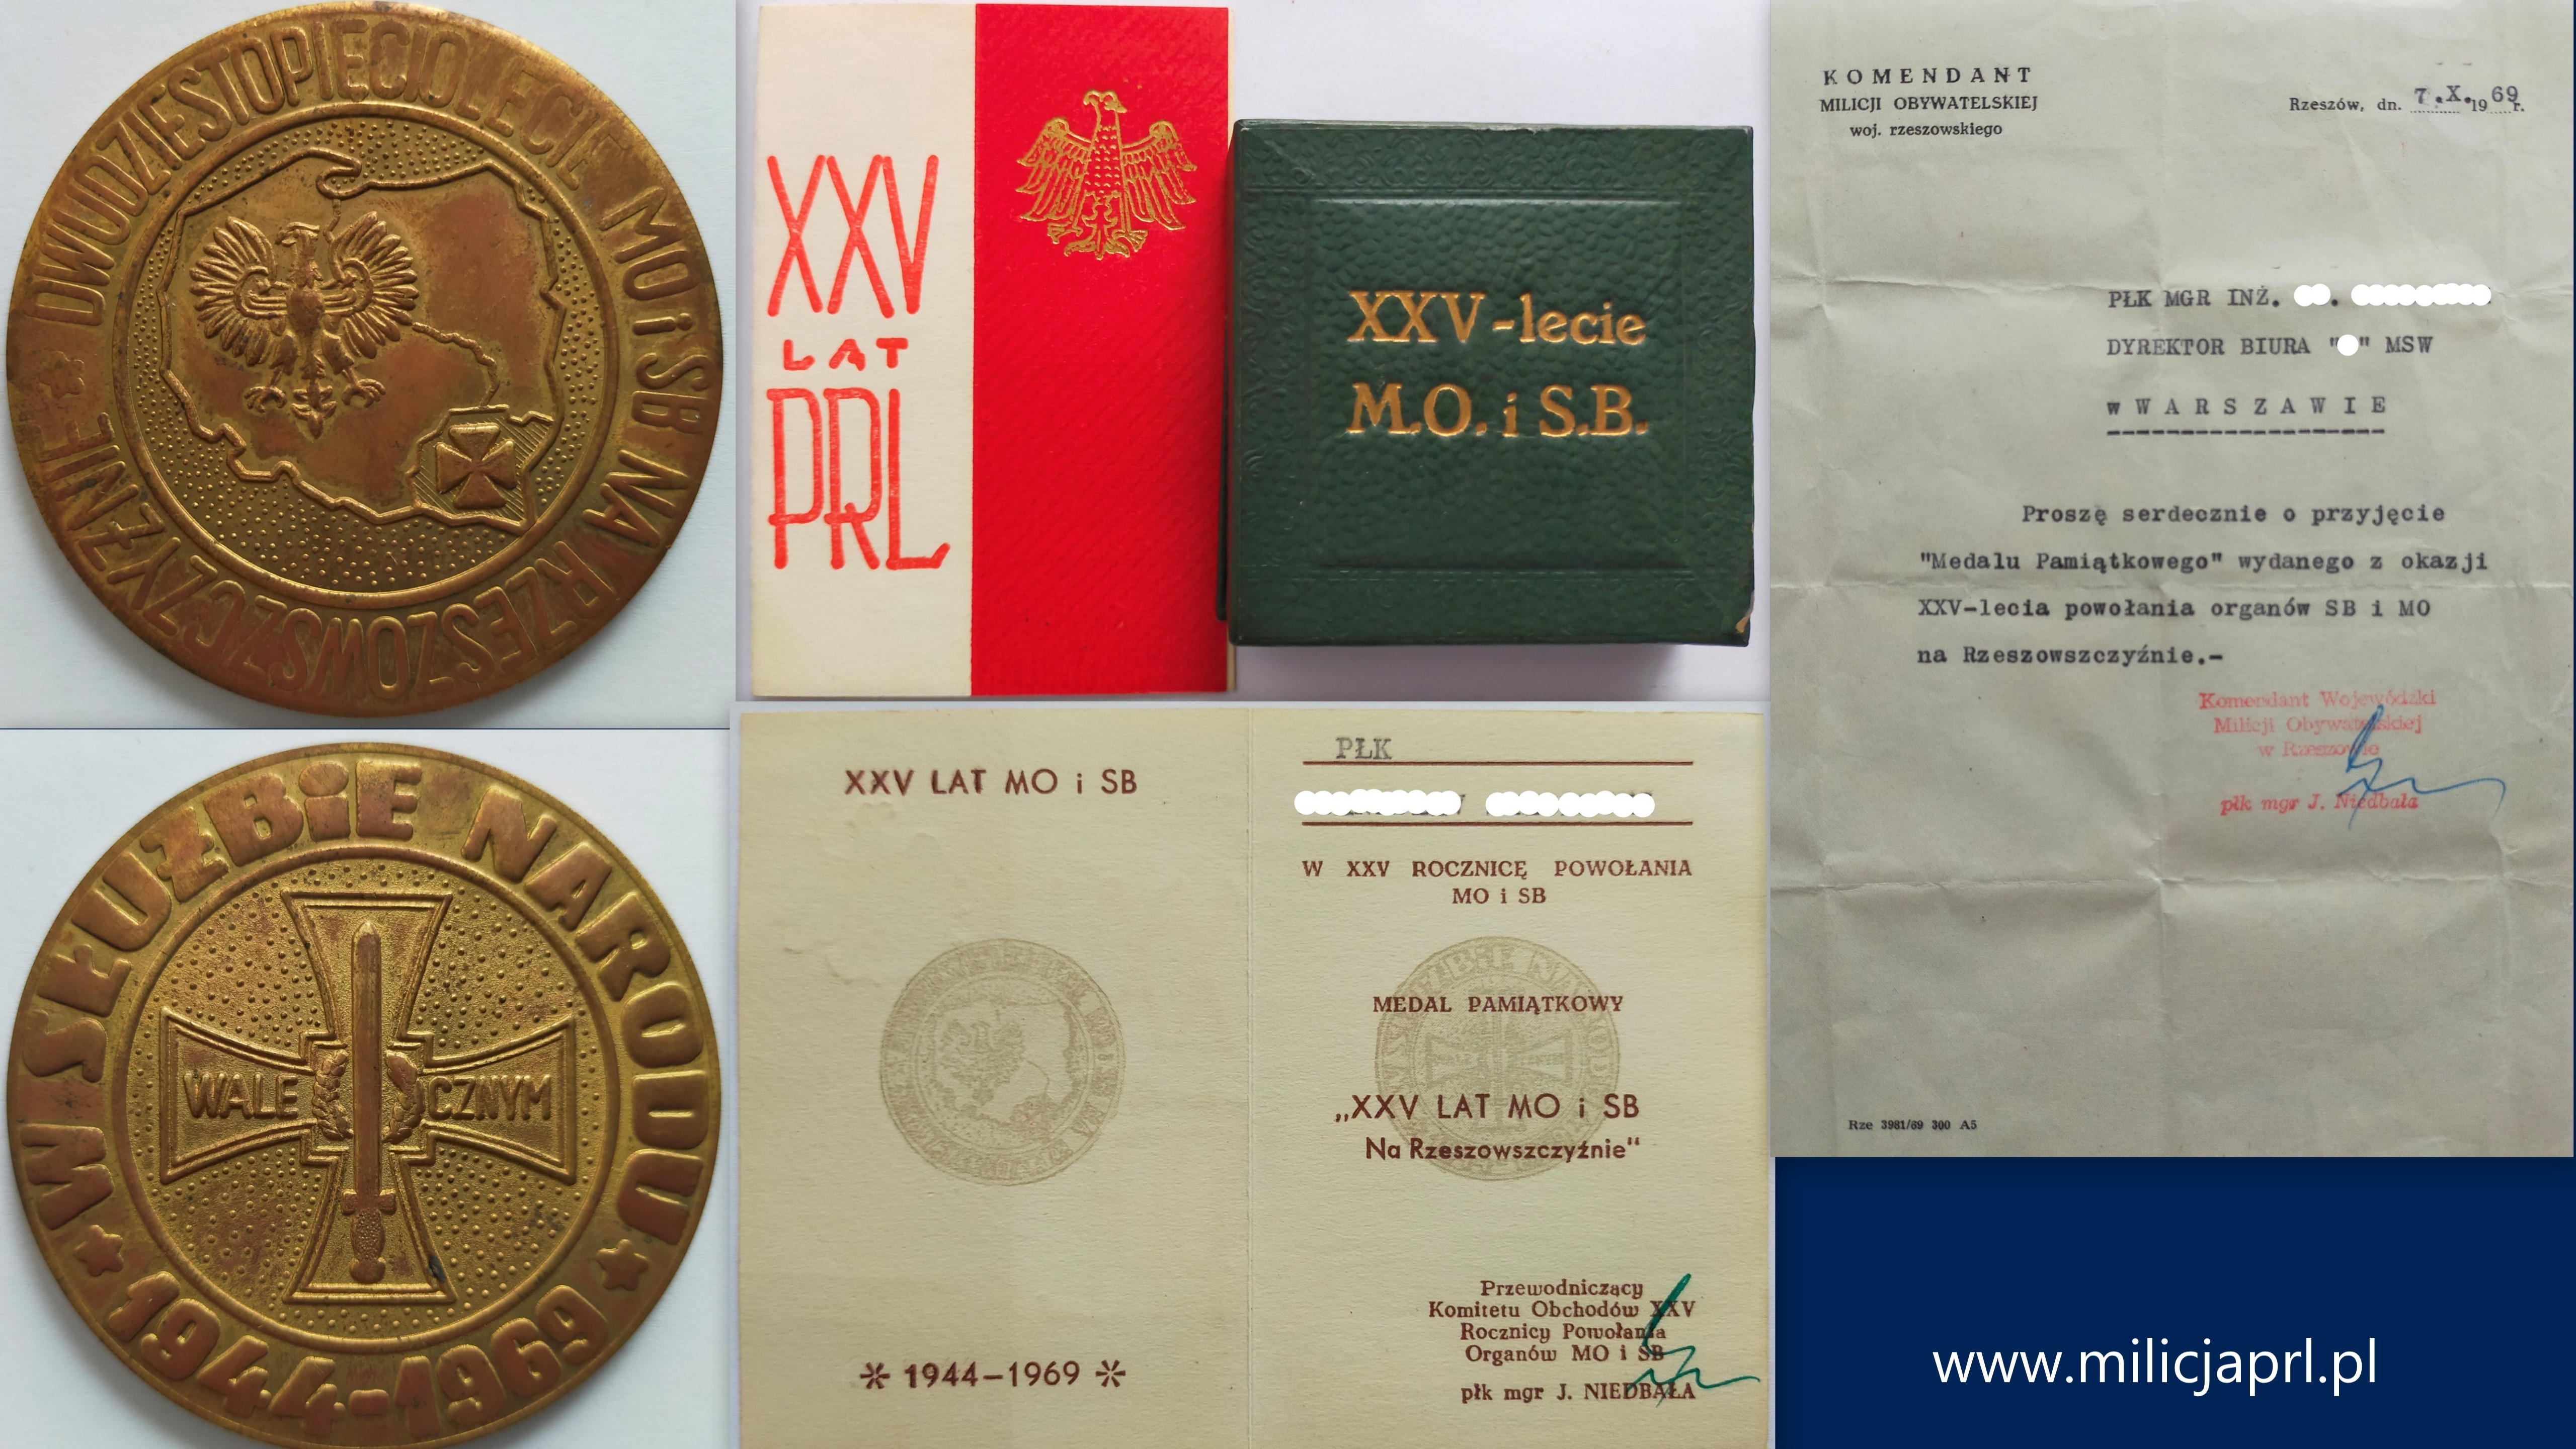 DWUDZIESTOPIĘCIOLECIE MO i SB NA RZESZOWSZCZYŹNIE
W SŁUŻBIE NARODU
WALECZNYM
1944-1969
XXV
LAT
PRL
XXV-lecie
M.O. i S.B.
XXV LAT MO i SB
* 1944-1969 *
PŁK
W XXV ROCZNICĘ POWOŁANIA
MO i SB
MEDAL PAMIĄTKOWY
„XXV LAT MO i SB
Na Rzeszowszczyźnie"
Przewodniczący
Komitetu Obchodów XXV
Rocznicy Powołania
Organów MO i SB
płk mgr J. NIEDBAŁA
KOMENDANT
MILICJI OBYWATELSKIEJ
woj. rzeszowskiego
Rzeszów, dn. 7.X.1969r.
PŁK MGR INŻ. .
DYREKTOR BIURA " " MSW
w WARSZAWIE
Proszę serdecznie o przyjęcie
"Medalu Pamiątkowego" wydanego z okazji
XXV-lecia powołania organów SB i MO
na Rzeszowszczyźnie.-
Komendant Wojewódzki
Milicji Obywatelskiej
w Rzeszowie
płk mgr J. Niedbała
Rze 3981/69 300 A5
www.milicjaprl.pl